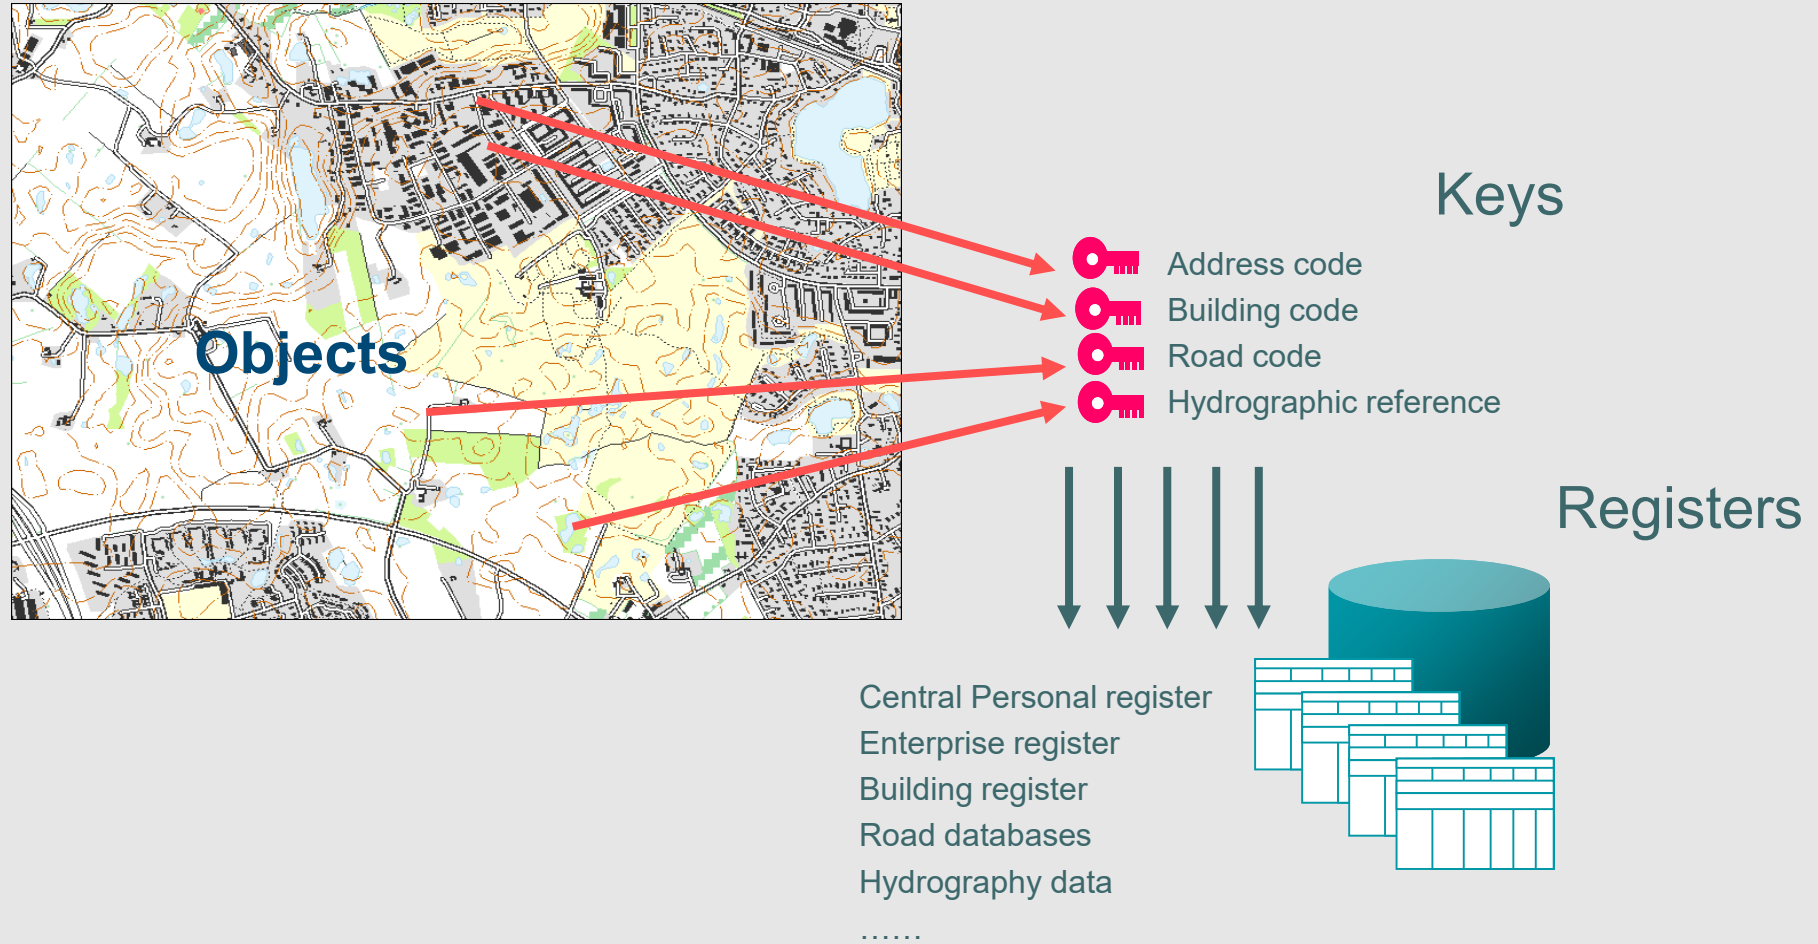 Objects
Keys
Address code
Building code
Road code
Hydrographic reference
Registers
Central Personal register
Enterprise register
Building register
Road databases
Hydrography data
......